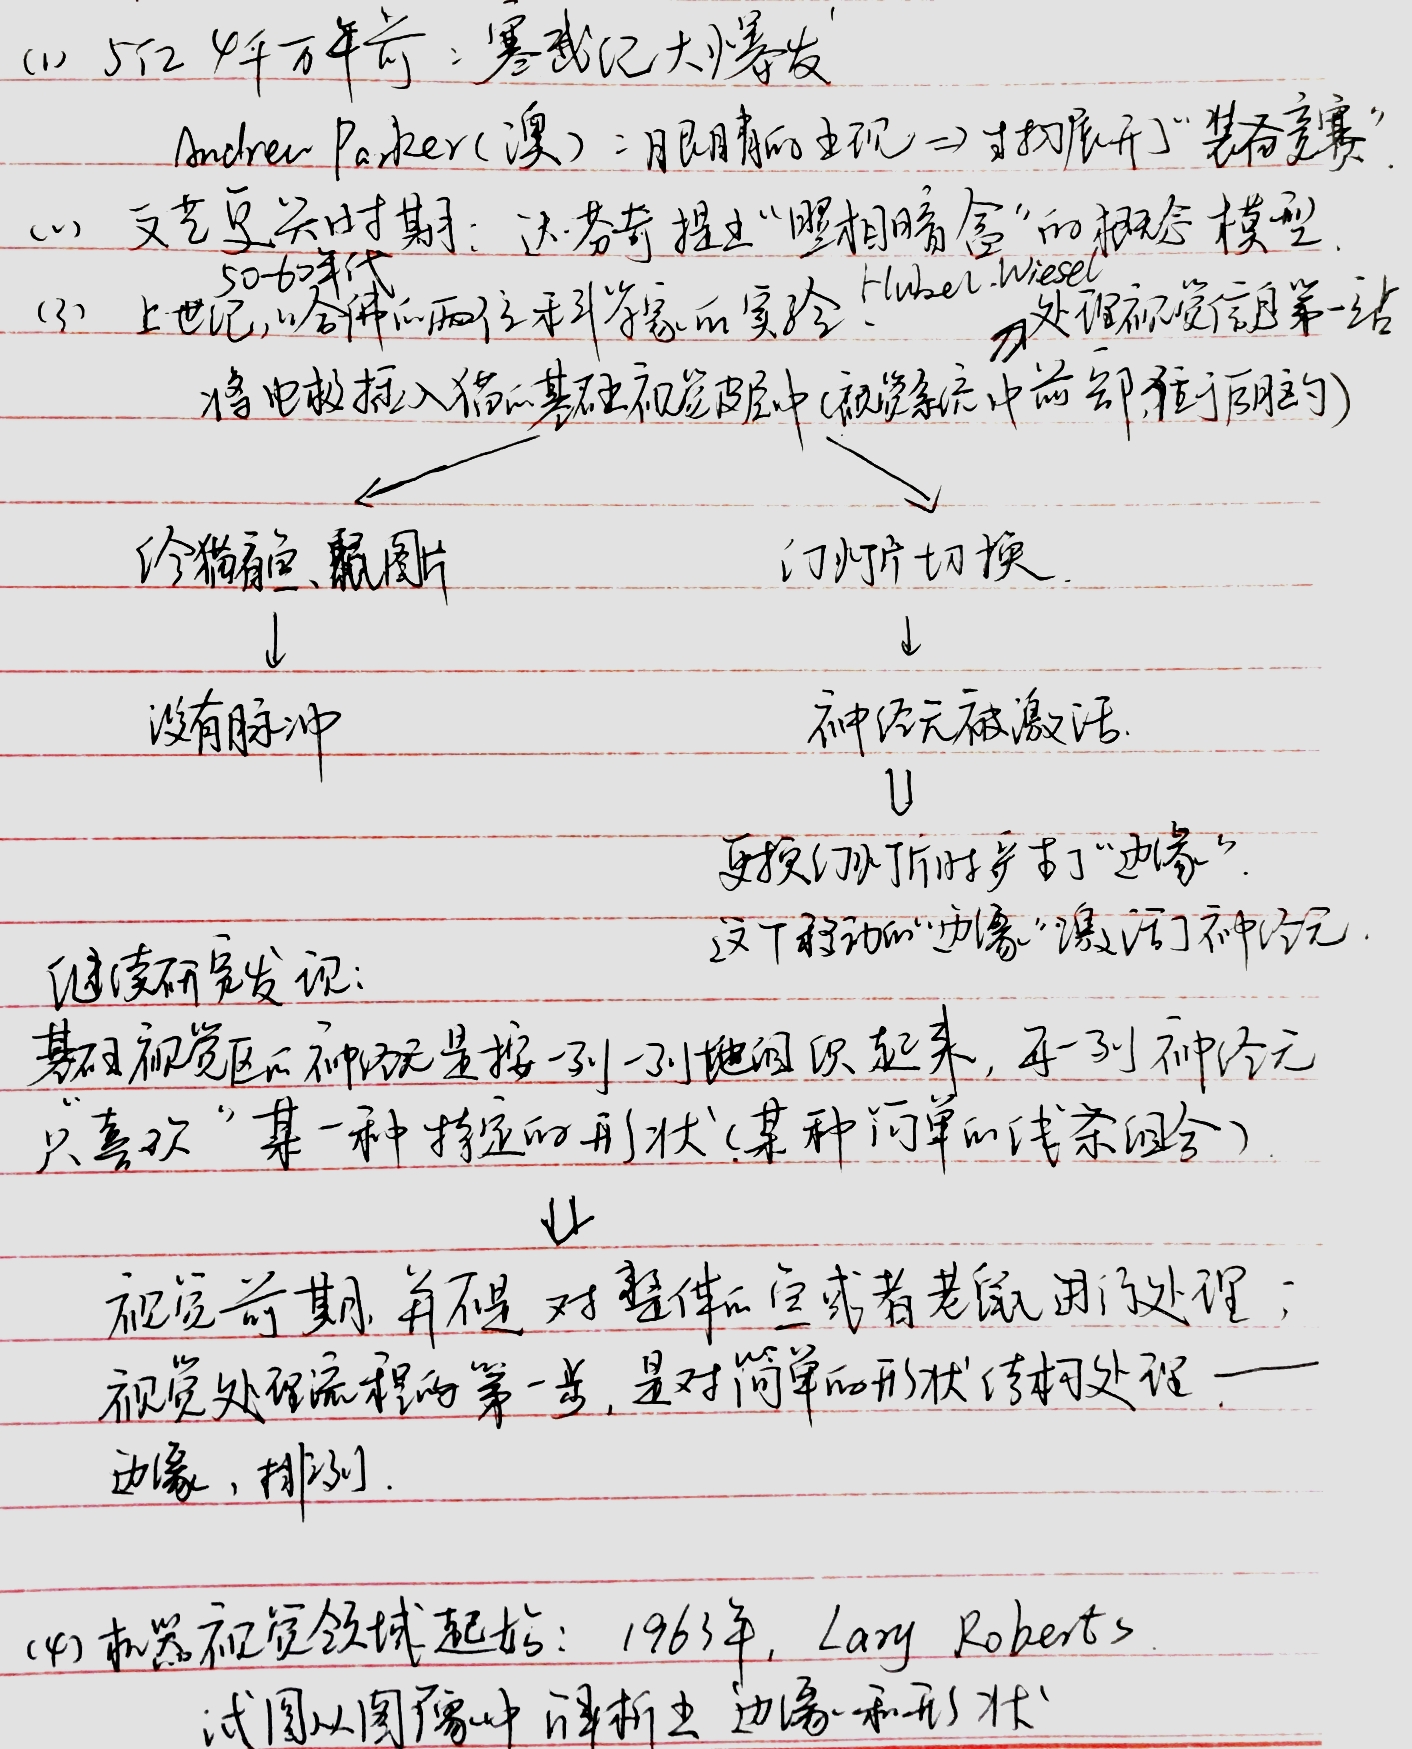 (1) 5亿4千万年前：寒武纪大爆发
Andrew Parker(澳)：眼睛的出现⇒生物展开了“装备竞赛”.
(2) 文艺复兴时期：达·芬奇提出“照相暗盒”的概念模型.
50-60年代 Hubel.Wiesel
(3) 上世纪,哈佛的两位科学家的实验. ⇒处理视觉信息第一站
将电极插入猫的基础视觉皮层中(视觉系统中前部,难于后脑勺)
给猫看鱼、鼠图片 幻灯片切换.
↓ ↓
没有脉冲 神经元被激活.
⇓
更换幻灯片时产生了“边缘”.
这个移动的“边缘”激活了神经元.
继续研究发现：
基础视觉区的神经元是按一列一列地组织起来,每一列神经元
只“喜欢”某一种特定的形状(某种简单的线条组合).
⇓
视觉前期,并不是对整体的鱼或者老鼠进行处理；
视觉处理流程的第一步,是对简单的形状结构处理.——
边缘,排列.
(4) 机器视觉领域起始：1963年,Lary Roberts.
试图从图像中解析出边缘和形状